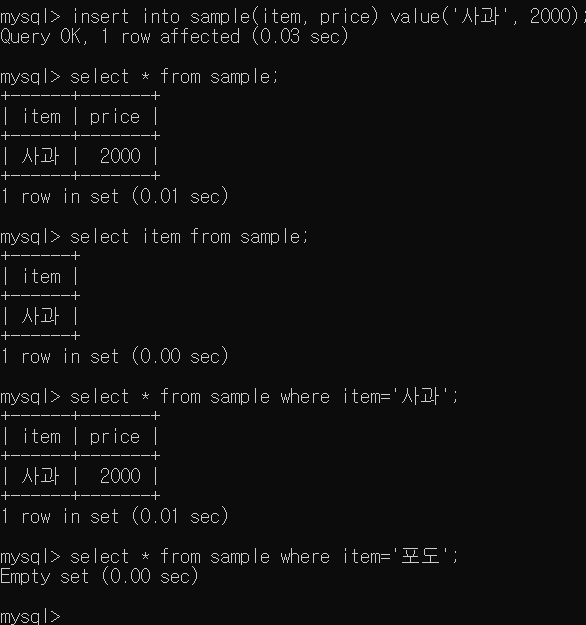 mysql> insert into sample(item, price) value('사과', 2000);
Query OK, 1 row affected (0.03 sec)
mysql> select * from sample;
+------+-------+
| item | price |
+------+-------+
| 사과 |  2000 |
+------+-------+
1 row in set (0.01 sec)
mysql> select item from sample;
+------+
| item |
+------+
| 사과 |
+------+
1 row in set (0.00 sec)
mysql> select * from sample where item='사과';
+------+-------+
| item | price |
+------+-------+
| 사과 |  2000 |
+------+-------+
1 row in set (0.01 sec)
mysql> select * from sample where item='포도';
Empty set (0.00 sec)
mysql>